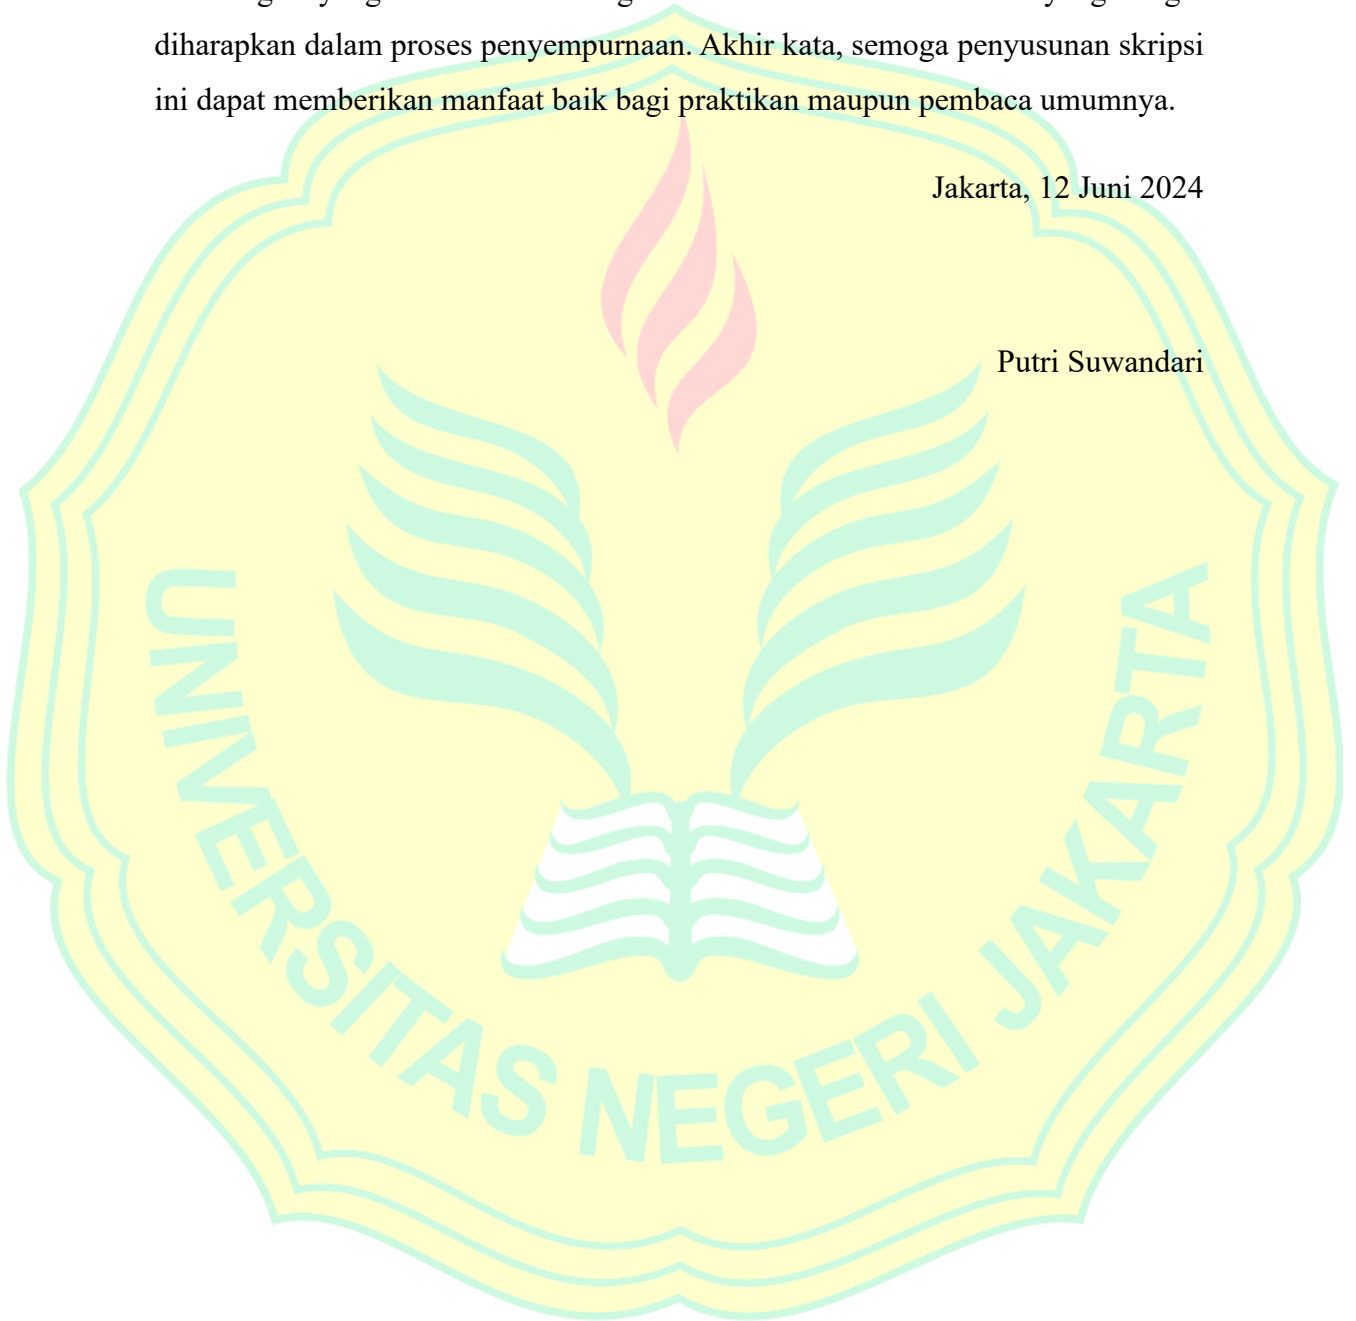 diharapkan dalam proses penyempurnaan. Akhir kata, semoga penyusunan skripsi
ini dapat memberikan manfaat baik bagi praktikan maupun pembaca umumnya.
Jakarta, 12 Juni 2024
Putri Suwandari
UNIVERSITAS NEGERI JAKARTA